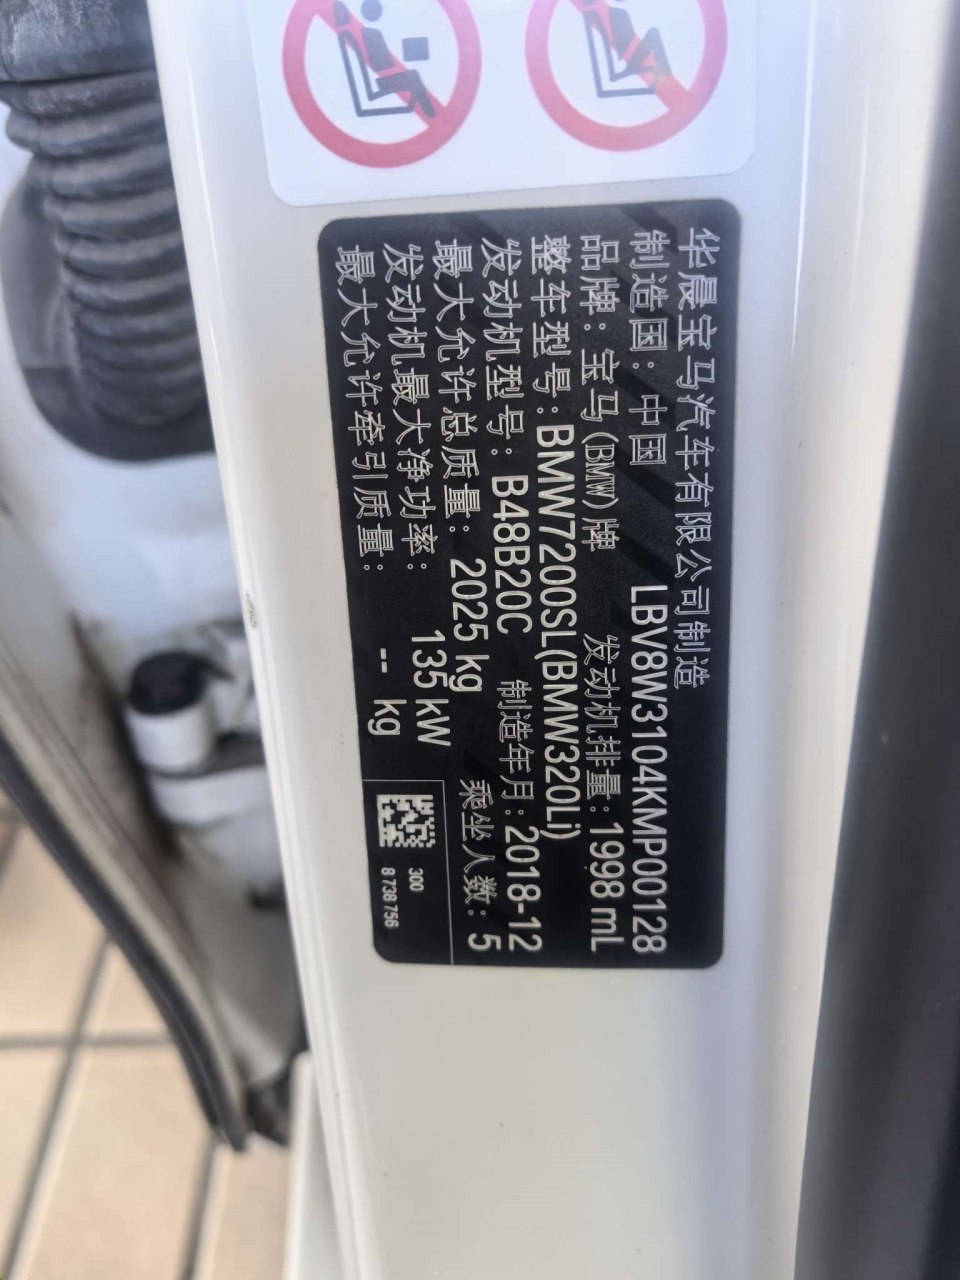 华晨宝马汽车有限公司制造
制造国：中国 LBV8W3104KMP00128
品牌：宝马(BMW)牌 发动机排量：1998 mL
整车型号：BMW7200SL(BMW320Li)
发动机型号：B48B20C 制造年月：2018-12
最大允许总质量：2025 kg 乘坐人数：5
发动机最大净功率：135 kW
最大允许牵引质量：-- kg
300
8 738 756